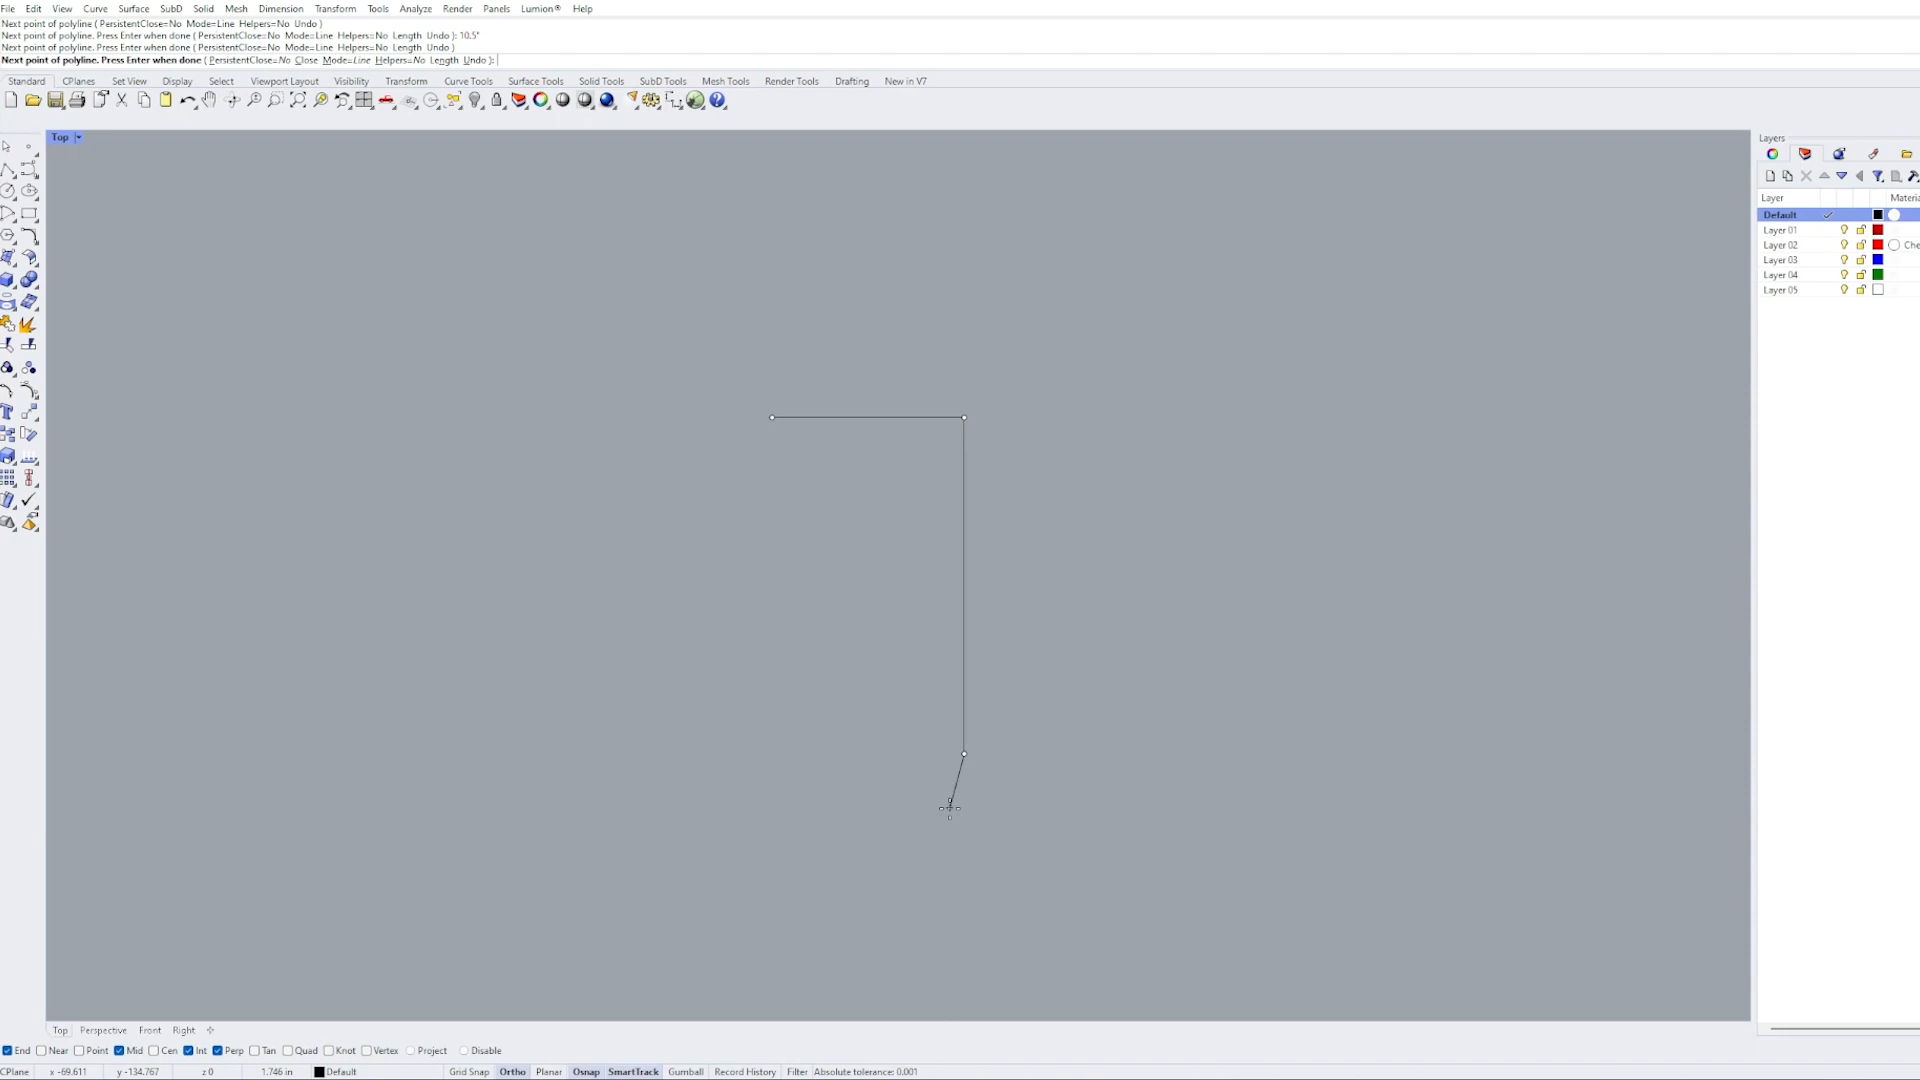 File Edit View Curve Surface SubD Solid Mesh Dimension Transform Tools Analyze Render Panels Lumion® Help
Next point of polyline ( PersistentClose=No Mode=Line Helpers=No Undo )
Next point of polyline. Press Enter when done ( PersistentClose=No Mode=Line Helpers=No Length Undo ): 10.5"
Next point of polyline. Press Enter when done ( PersistentClose=No Mode=Line Helpers=No Length Undo )
Next point of polyline. Press Enter when done ( PersistentClose=No Close Mode=Line Helpers=No Length Undo ):
Standard CPlanes Set View Display Select Viewport Layout Visibility Transform Curve Tools Surface Tools Solid Tools SubD Tools Mesh Tools Render Tools Drafting New in V7
Top
Layers
Layer Materia
Default
Layer 01
Layer 02 Che
Layer 03
Layer 04
Layer 05
Top Perspective Front Right
End Near Point Mid Cen Int Perp Tan Quad Knot Vertex Project Disable
CPlane x -69.611 y -134.767 z 0 1.746 in Default Grid Snap Ortho Planar Osnap SmartTrack Gumball Record History Filter Absolute tolerance: 0.001